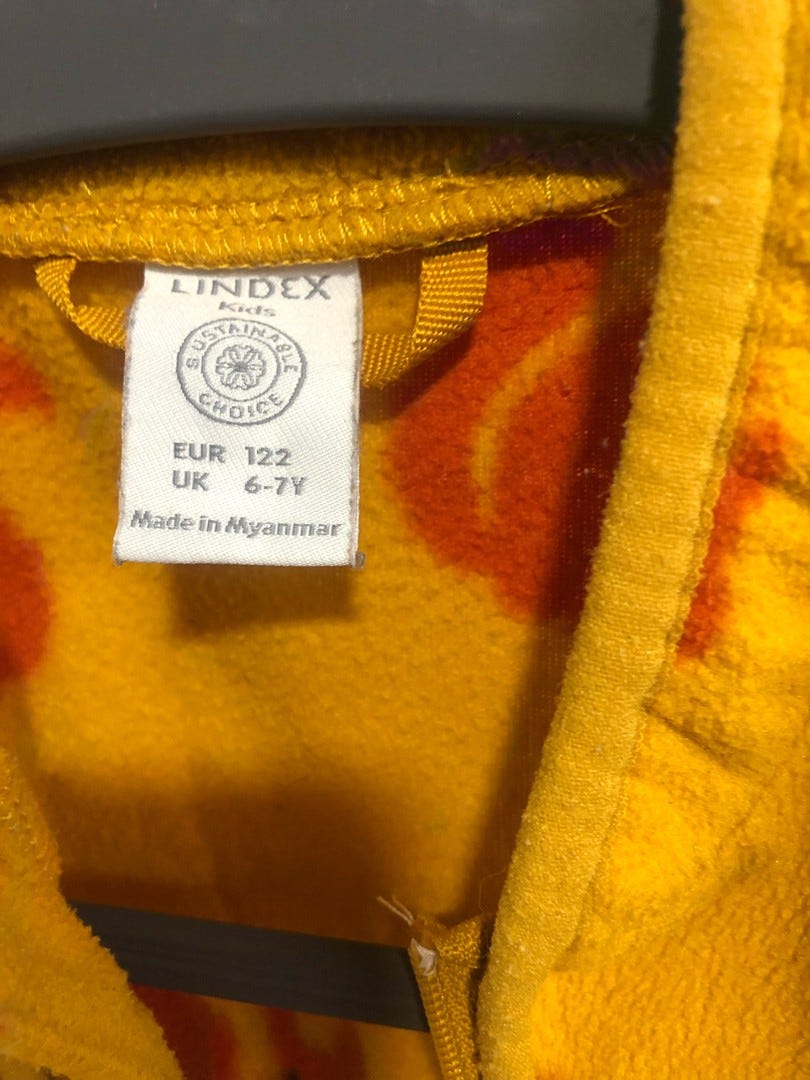 LINDEX
Kids
SUSTAINABLE
CHOICE
EUR 122
UK 6-7Y
Made in Myanmar